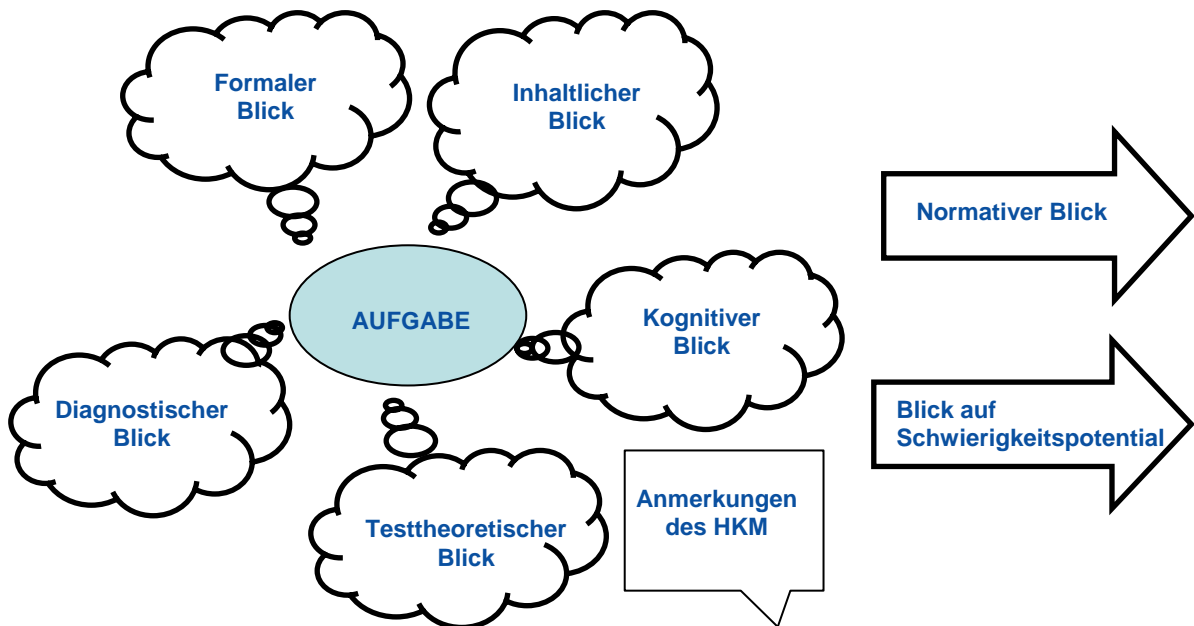 Formaler
Blick
Inhaltlicher
Blick
Normativer Blick
AUFGABE
Kognitiver
Blick
Diagnostischer
Blick
Blick auf
Schwierigkeitspotential
Testtheoretischer
Blick
Anmerkungen
des HKM